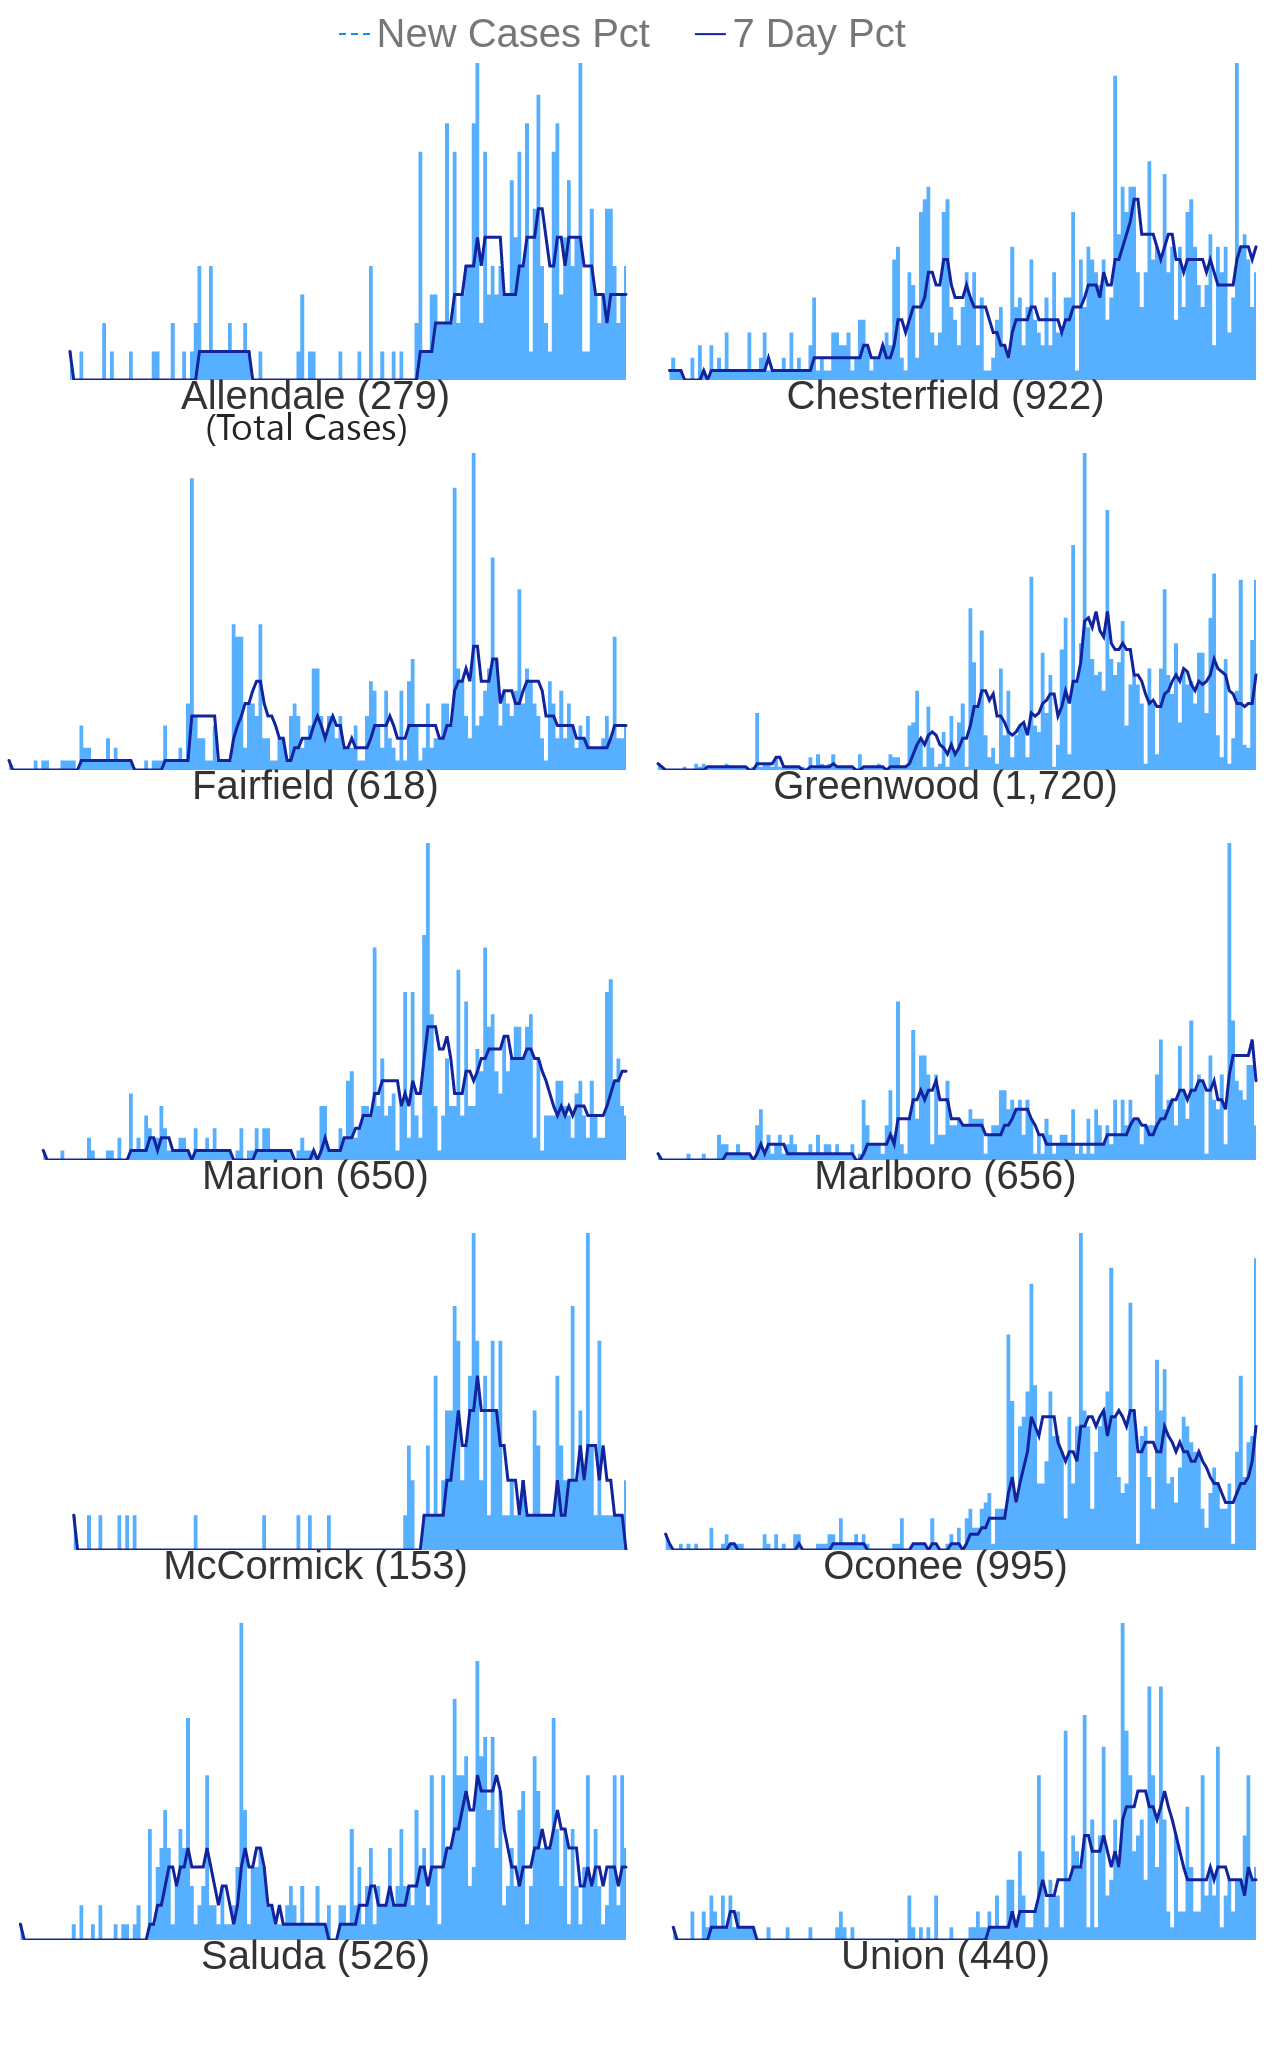 New Cases Pct 7 Day Pct
Allendale (279) Chesterfield (922)
(Total Cases)
Fairfield (618) Greenwood (1,720)
Marion (650) Marlboro (656)
McCormick (153) Oconee (995)
Saluda (526) Union (440)